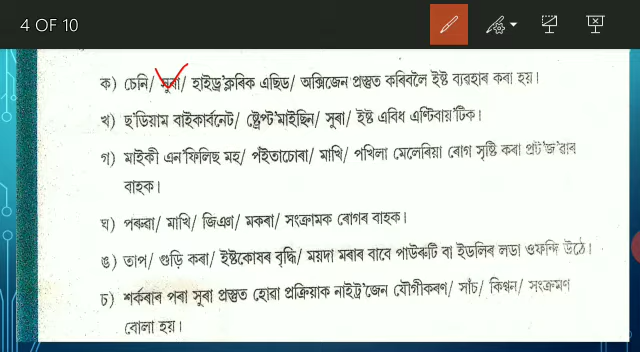 4 OF 10
ক) চেনি/ সুৰা/ হাইড্ৰ'ক্লৰিক এছিড/ অক্সিজেন প্ৰস্তুত কৰিবলৈ ইষ্ট ব্যৱহাৰ কৰা হয়।
খ) ছ'ডিয়াম বাইকাৰ্বনেট/ ষ্ট্ৰেপ্ট'মাইছিন/ সুৰা/ ইষ্ট এবিধ এণ্টিবায়'টিক।
গ) মাইকী এন'ফিলিছ মহ/ পঁইতাচোৰা/ মাখি/ পখিলা মেলেৰিয়া ৰোগ সৃষ্টি কৰা প্ৰট'জ'ৱাৰ
বাহক।
ঘ) পৰুৱা/ মাখি/ জিঞা/ মকৰা/ সংক্ৰামক ৰোগৰ বাহক।
ঙ) তাপ/ গুড়ি কৰা/ ইষ্টকোষৰ বৃদ্ধি/ ময়দা মৰাৰ বাবে পাউৰুটি বা ইডলিৰ লডা ওফন্দি উঠে।
চ) শৰ্কৰাৰ পৰা সুৰা প্ৰস্তুত হোৱা প্ৰক্ৰিয়াক নাইট্ৰ'জেন যৌগীকৰণ/ সাঁচ/ কিণ্বন/ সংক্ৰমণ
বোলা হয়।